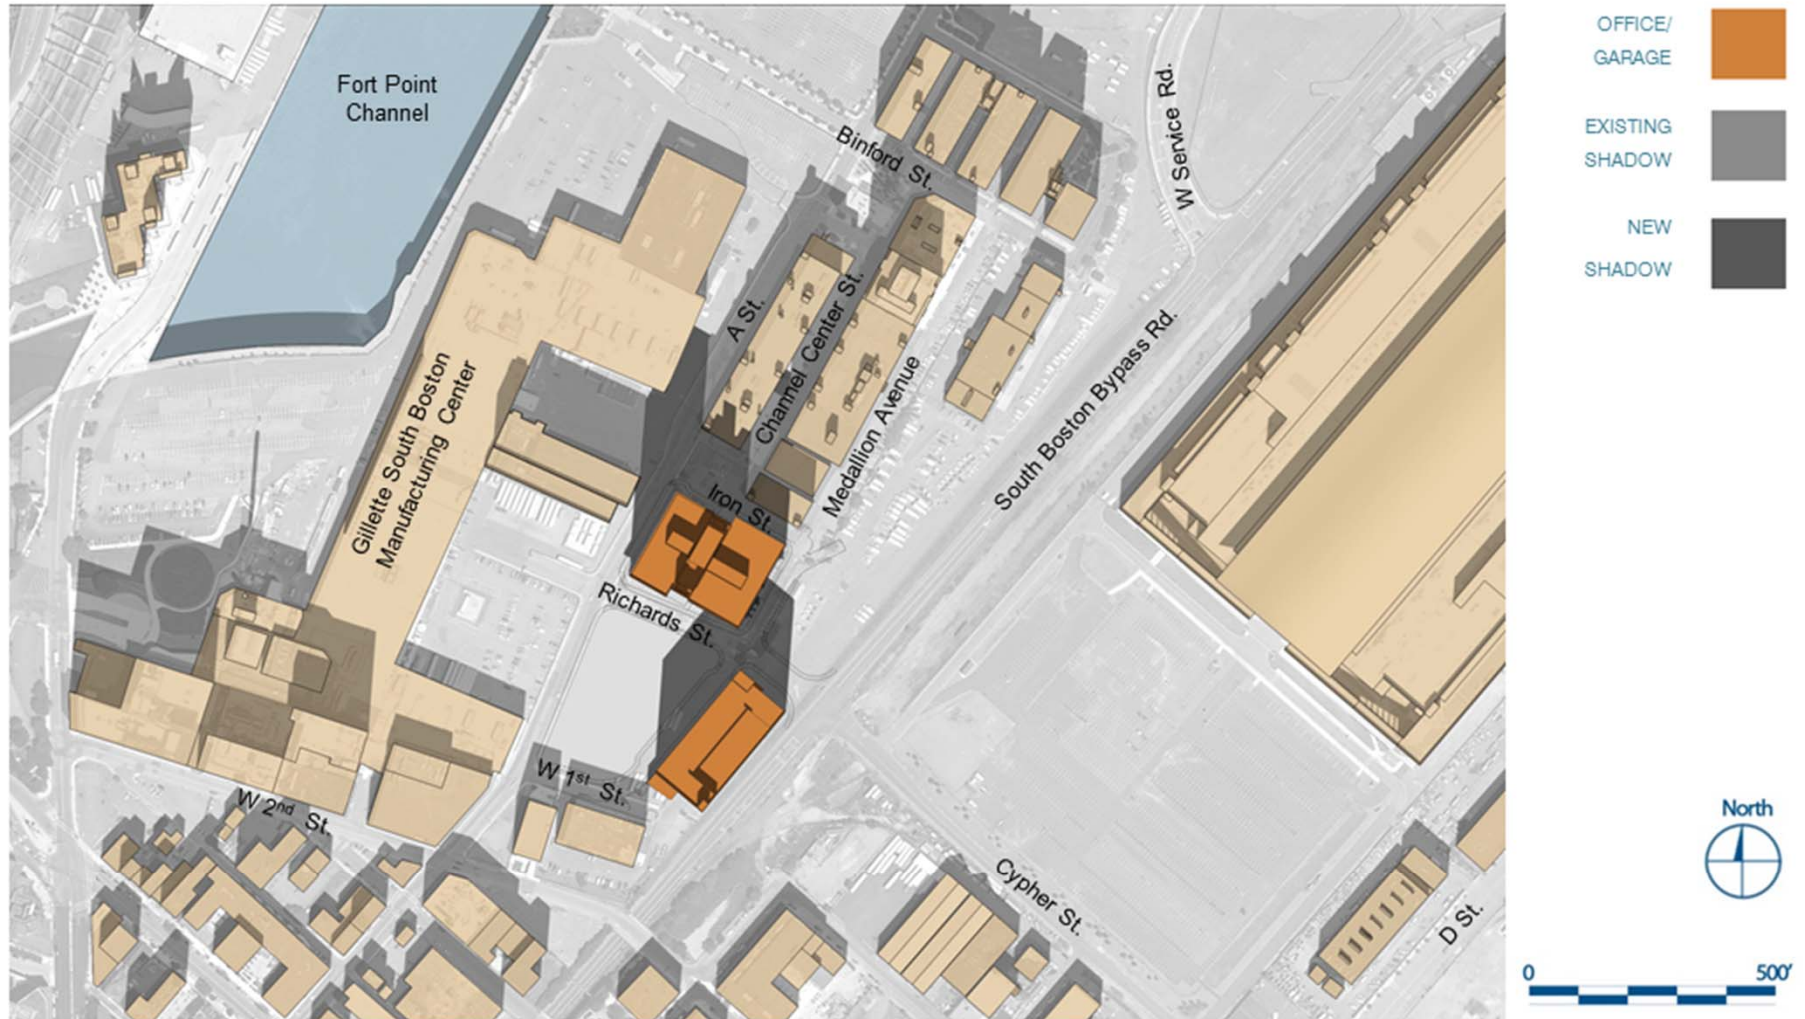 Fort Point
Channel
Binford St.
W Service Rd.
A St.
Channel Center St.
Medallion Avenue
South Boston Bypass Rd.
Gillette South Boston
Manufacturing Center
Iron St.
Richards St.
W 1st St.
W 2nd St.
Cypher St.
D St.
OFFICE/
GARAGE
EXISTING
SHADOW
NEW
SHADOW
North
0 500'